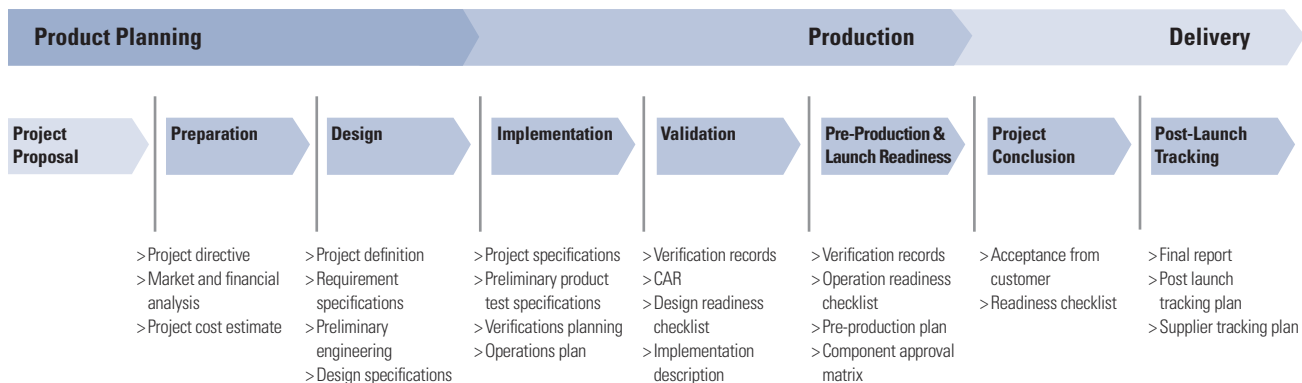 Product Planning
Production
Delivery
Project
Proposal
Preparation
Design
Implementation
Validation
Pre-Production &
Launch Readiness
Project
Conclusion
Post-Launch
Tracking
>Project directive
>Market and financial
analysis
>Project cost estimate
>Project definition
>Requirement
specifications
>Preliminary
engineering
>Design specifications
>Project specifications
>Preliminary product
test specifications
>Verifications planning
>Operations plan
>Verification records
>CAR
>Design readiness
checklist
>Implementation
description
>Verification records
>Operation readiness
checklist
>Pre-production plan
>Component approval
matrix
>Acceptance from
customer
>Readiness checklist
>Final report
>Post launch
tracking plan
>Supplier tracking plan